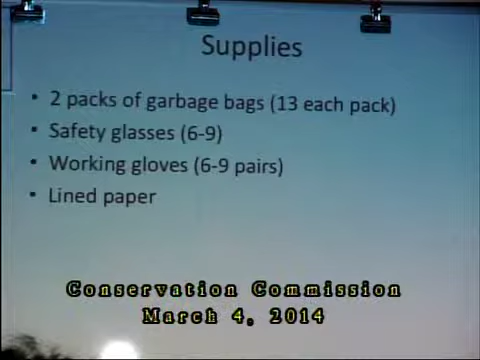 Supplies
• 2 packs of garbage bags (13 each pack)
• Safety glasses (6-9)
• Working gloves (6-9 pairs)
• Lined paper
Conservation Commission
March 4, 2014